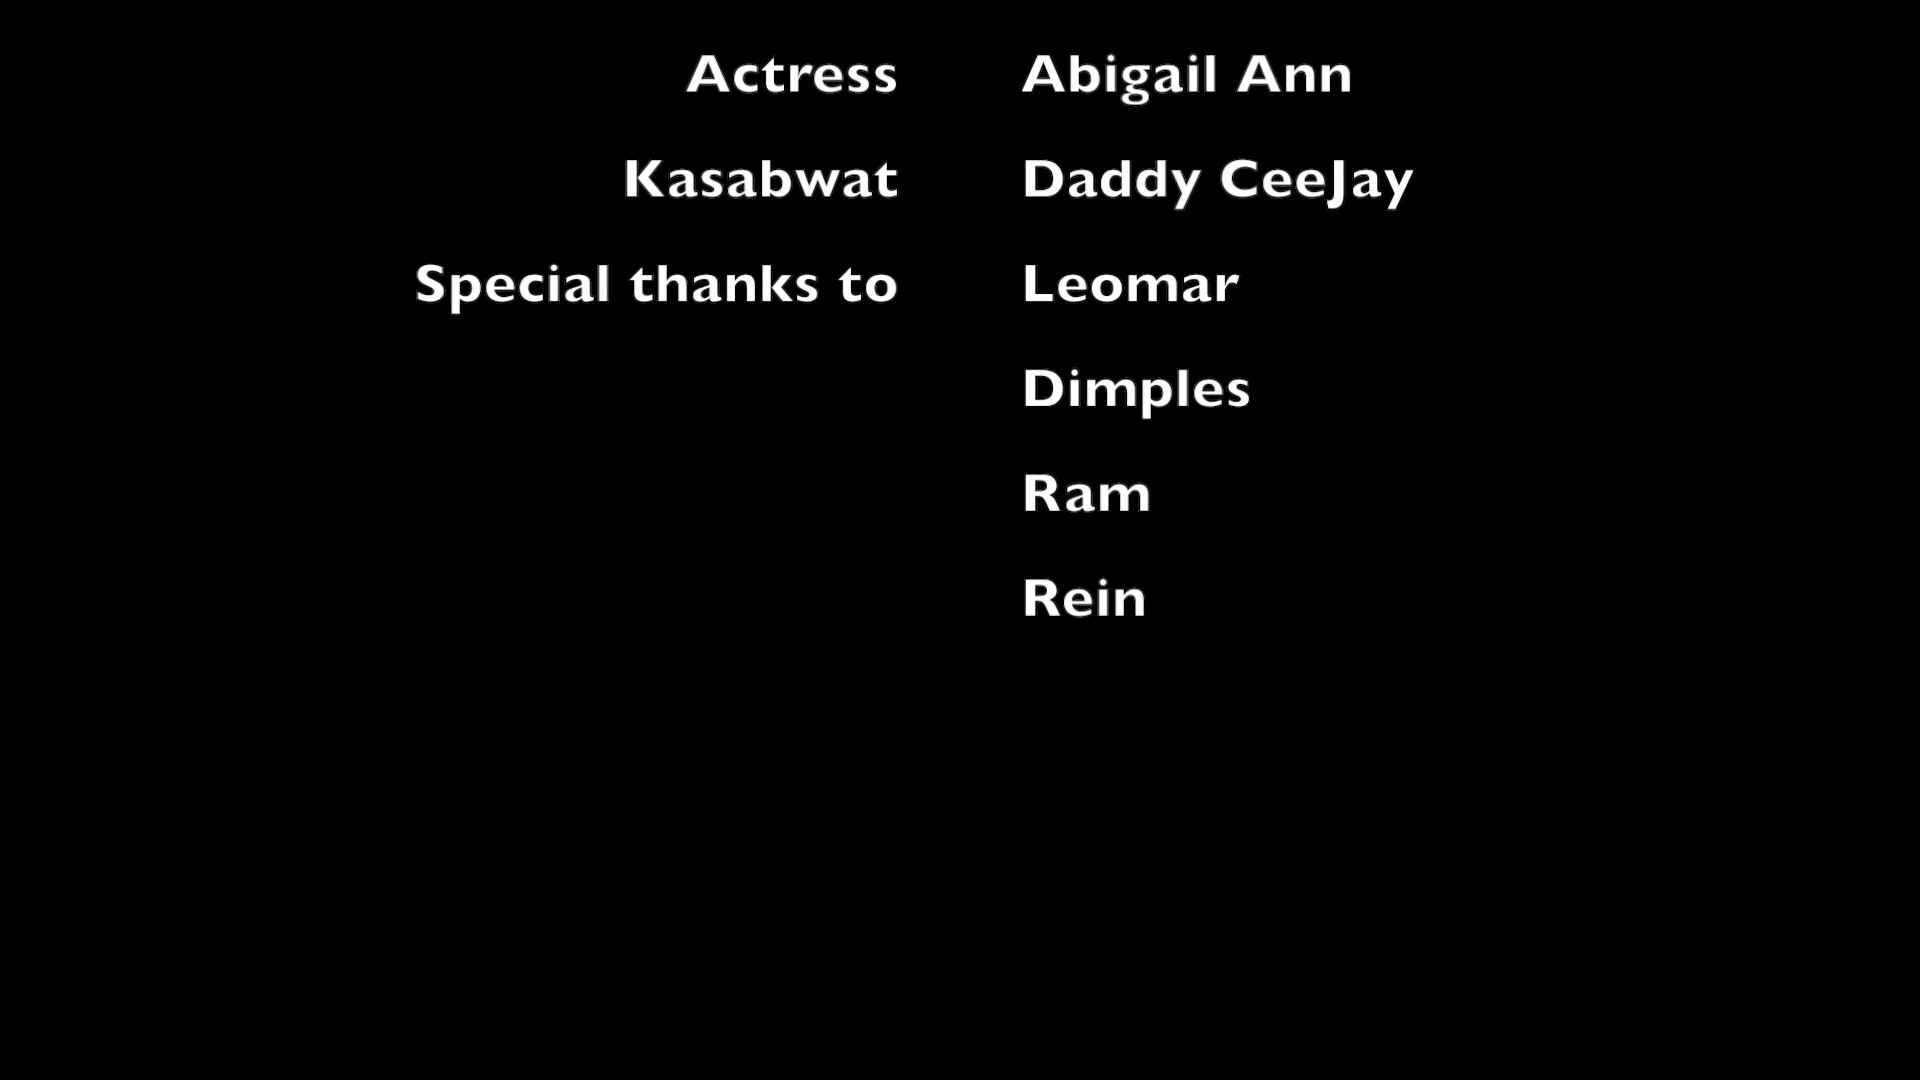 Actress Abigail Ann
Kasabwat Daddy CeeJay
Special thanks to Leomar
Dimples
Ram
Rein